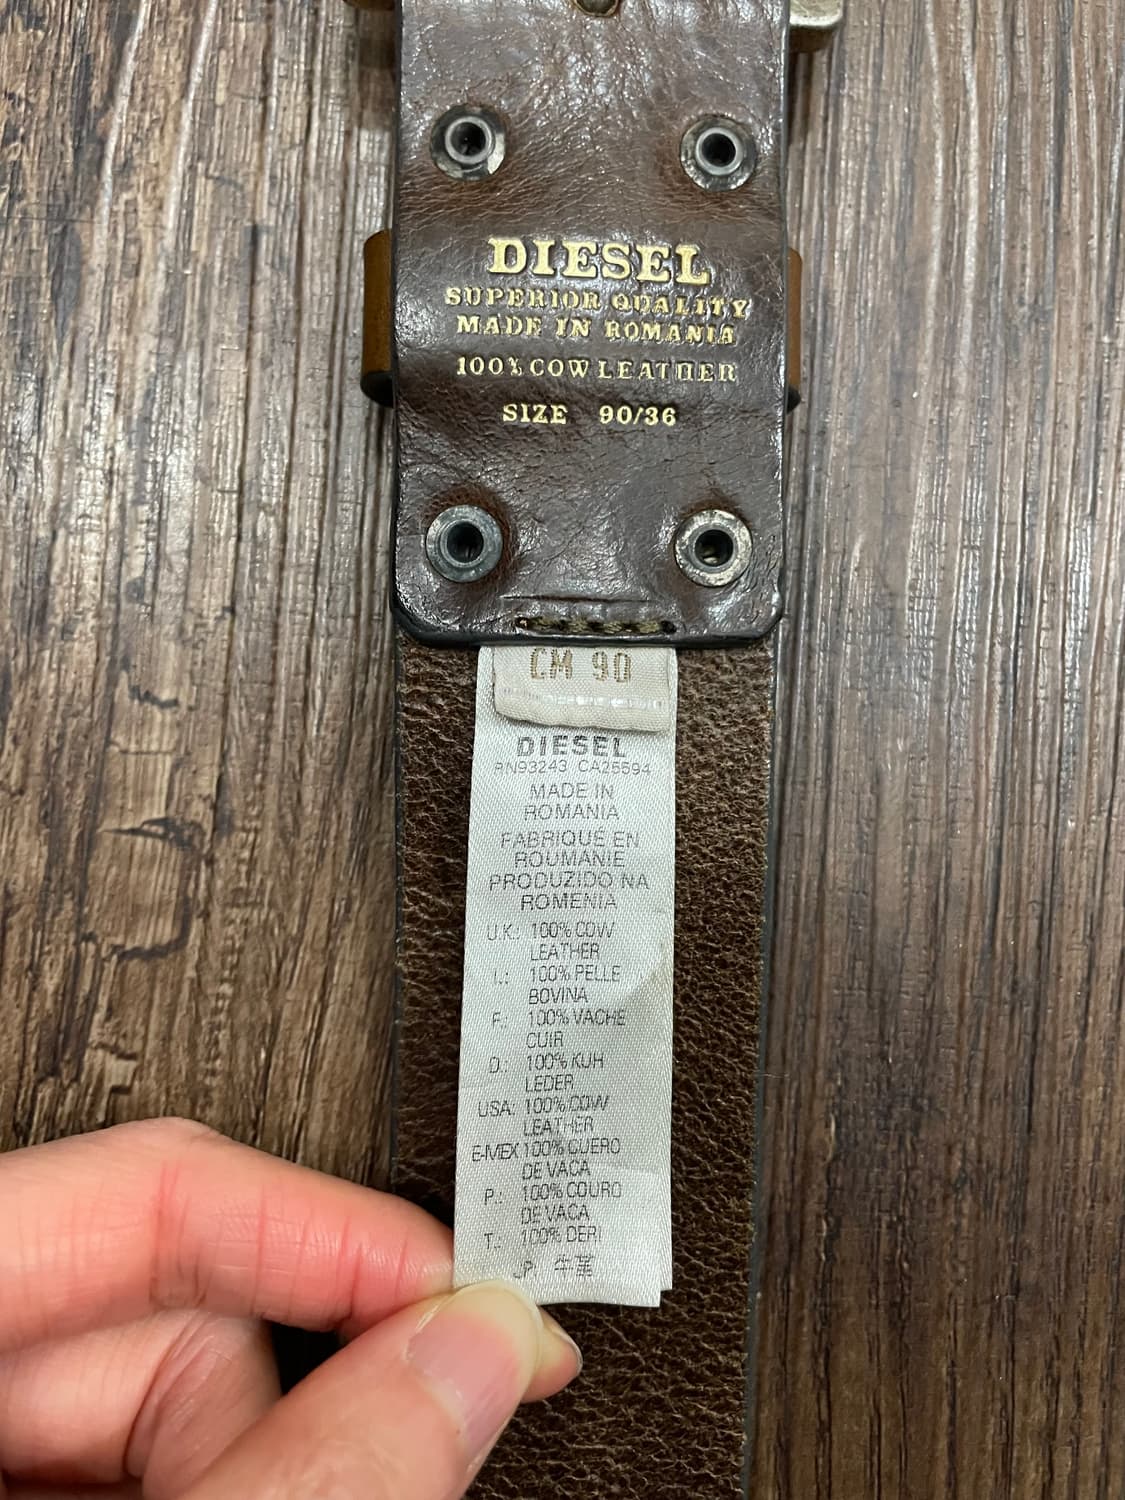 DIESEL
SUPERIOR QUALITY
MADE IN ROMANIA
100% COW LEATHER
SIZE 90/36
CM 90
DIESEL
RN93243 CA25594
MADE IN
ROMANIA
FABRIQUE EN
ROUMANIE
PRODUZIDO NA
ROMENIA
U.K.: 100% COW
LEATHER
I.: 100% PELLE
BOVINA
F.: 100% VACHE
CUIR
D.: 100% KUH
LEDER
USA: 100% COW
LEATHER
E-MEX 100% CUERO
DE VACA
P.: 100% COURO
DE VACA
T.: 100% DERI
JP: 牛革